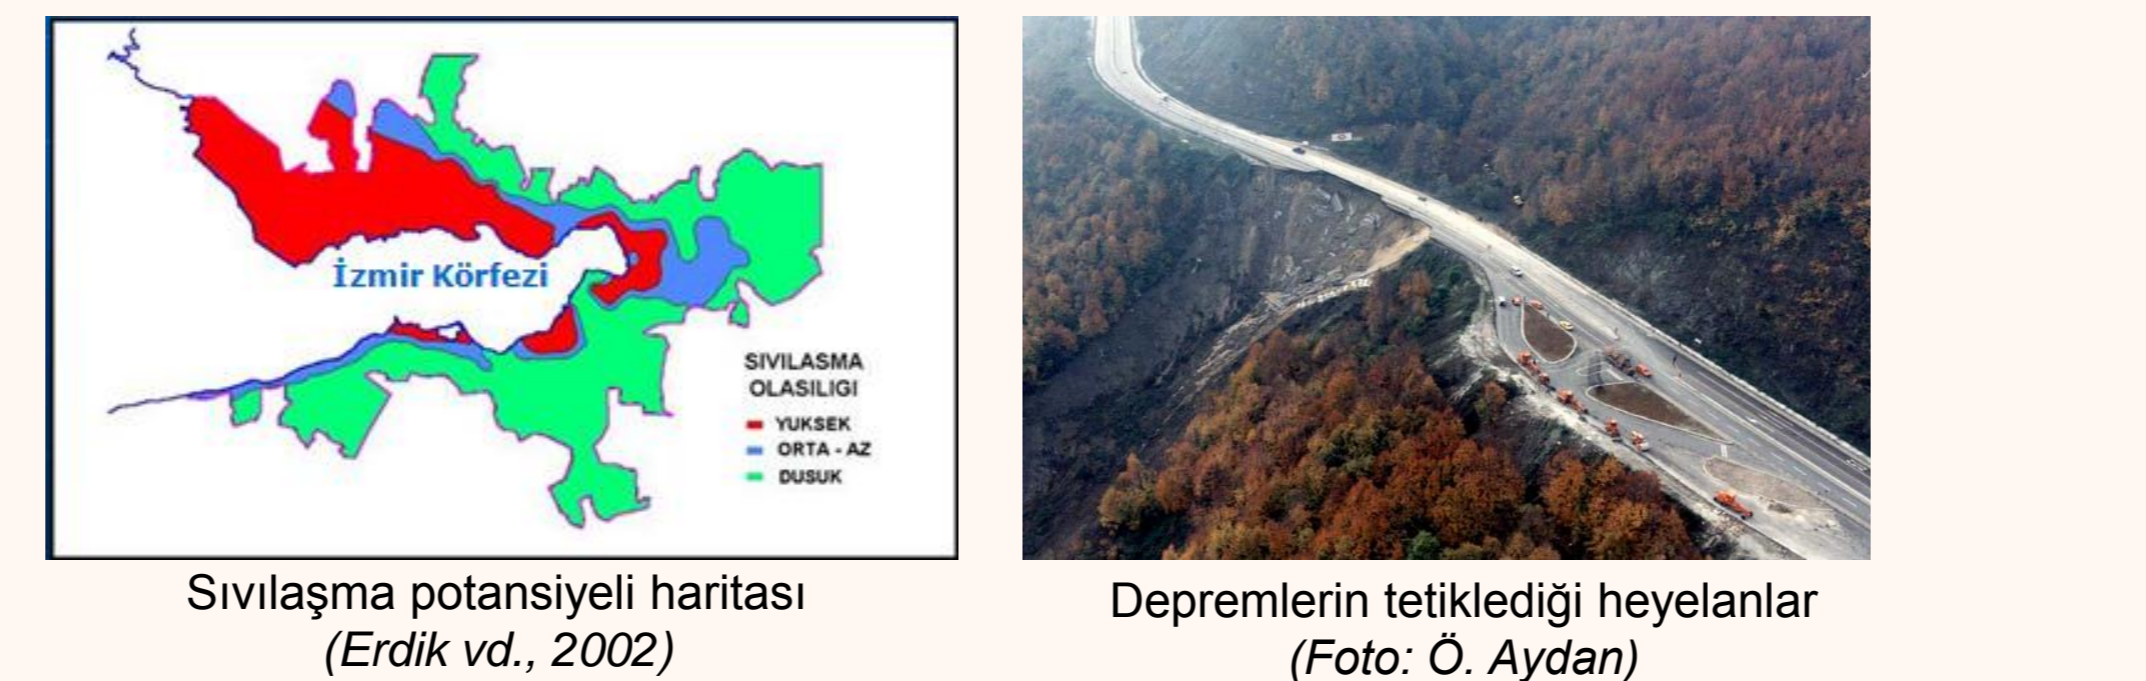 İzmir Körfezi
SIVILASMA
OLASILIGI
YUKSEK
ORTA - AZ
DUSUK
Sıvılaşma potansiyeli haritası
(Erdik vd., 2002)
Depremlerin tetiklediği heyelanlar
(Foto: Ö. Aydan)